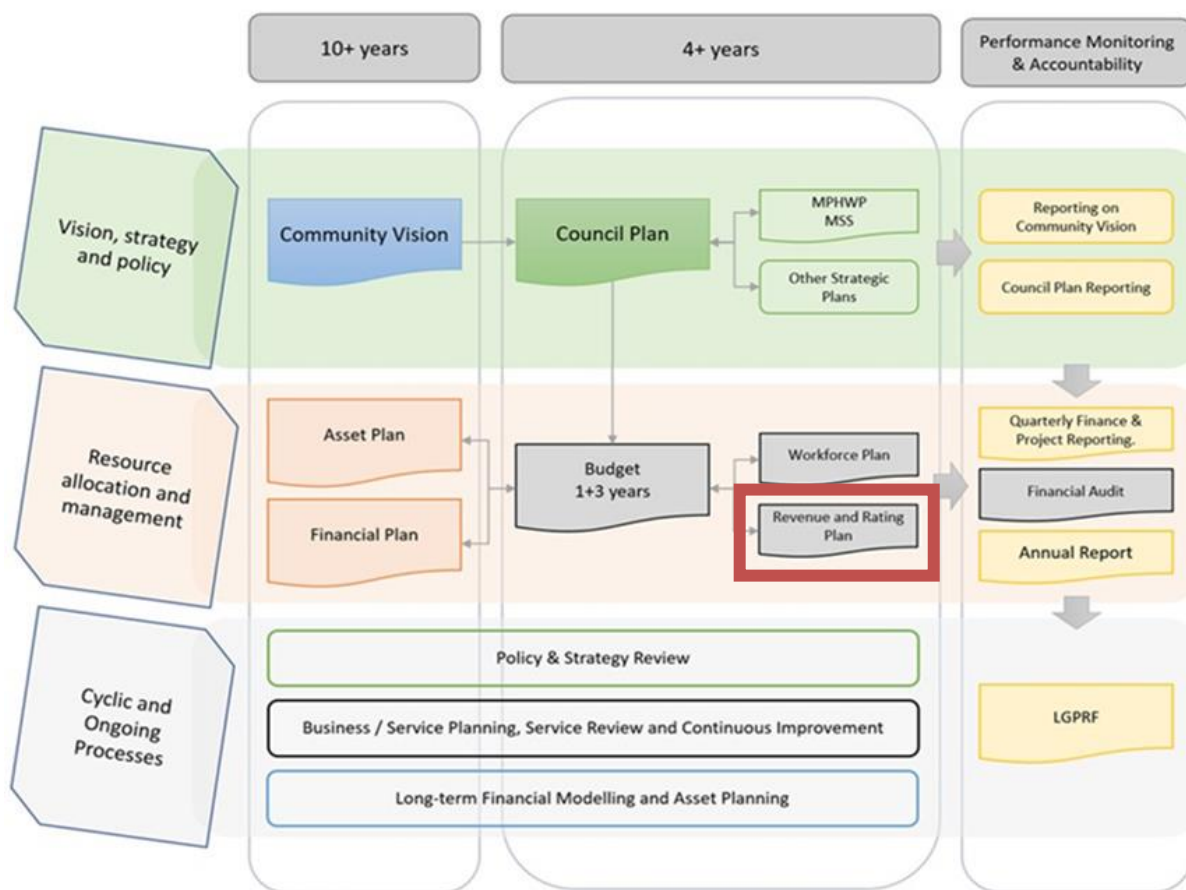 10+ years
4+ years
Performance Monitoring
& Accountability
Vision, strategy
and policy
Community Vision
Council Plan
MPHWP
MSS
Other Strategic
Plans
Reporting on
Community Vision
Council Plan Reporting
Resource
allocation and
management
Asset Plan
Financial Plan
Budget
1+3 years
Workforce Plan
Revenue and Rating
Plan
Quarterly Finance &
Project Reporting.
Financial Audit
Annual Report
Cyclic and
Ongoing
Processes
Policy & Strategy Review
Business / Service Planning, Service Review and Continuous Improvement
Long-term Financial Modelling and Asset Planning
LGPRF